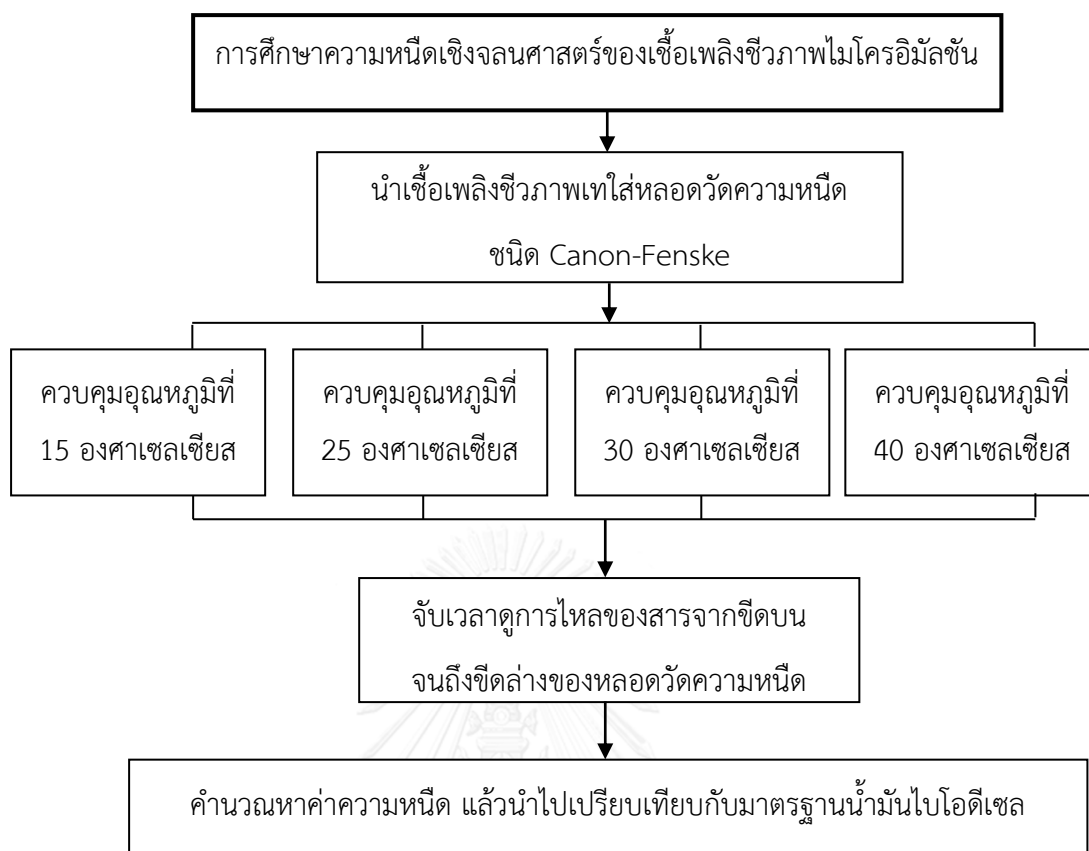 การศึกษาความหนืดเชิงจลนศาสตร์ของเชื้อเพลิงชีวภาพไมโครอิมัลชัน
นำเชื้อเพลิงชีวภาพเทใส่หลอดวัดความหนืด
ชนิด Canon-Fenske
ควบคุมอุณหภูมิที่
15 องศาเซลเซียส
ควบคุมอุณหภูมิที่
25 องศาเซลเซียส
ควบคุมอุณหภูมิที่
30 องศาเซลเซียส
ควบคุมอุณหภูมิที่
40 องศาเซลเซียส
จับเวลาดูการไหลของสารจากขีดบน
จนถึงขีดล่างของหลอดวัดความหนืด
คำนวณหาค่าความหนืด แล้วนำไปเปรียบเทียบกับมาตรฐานน้ำมันไบโอดีเซล